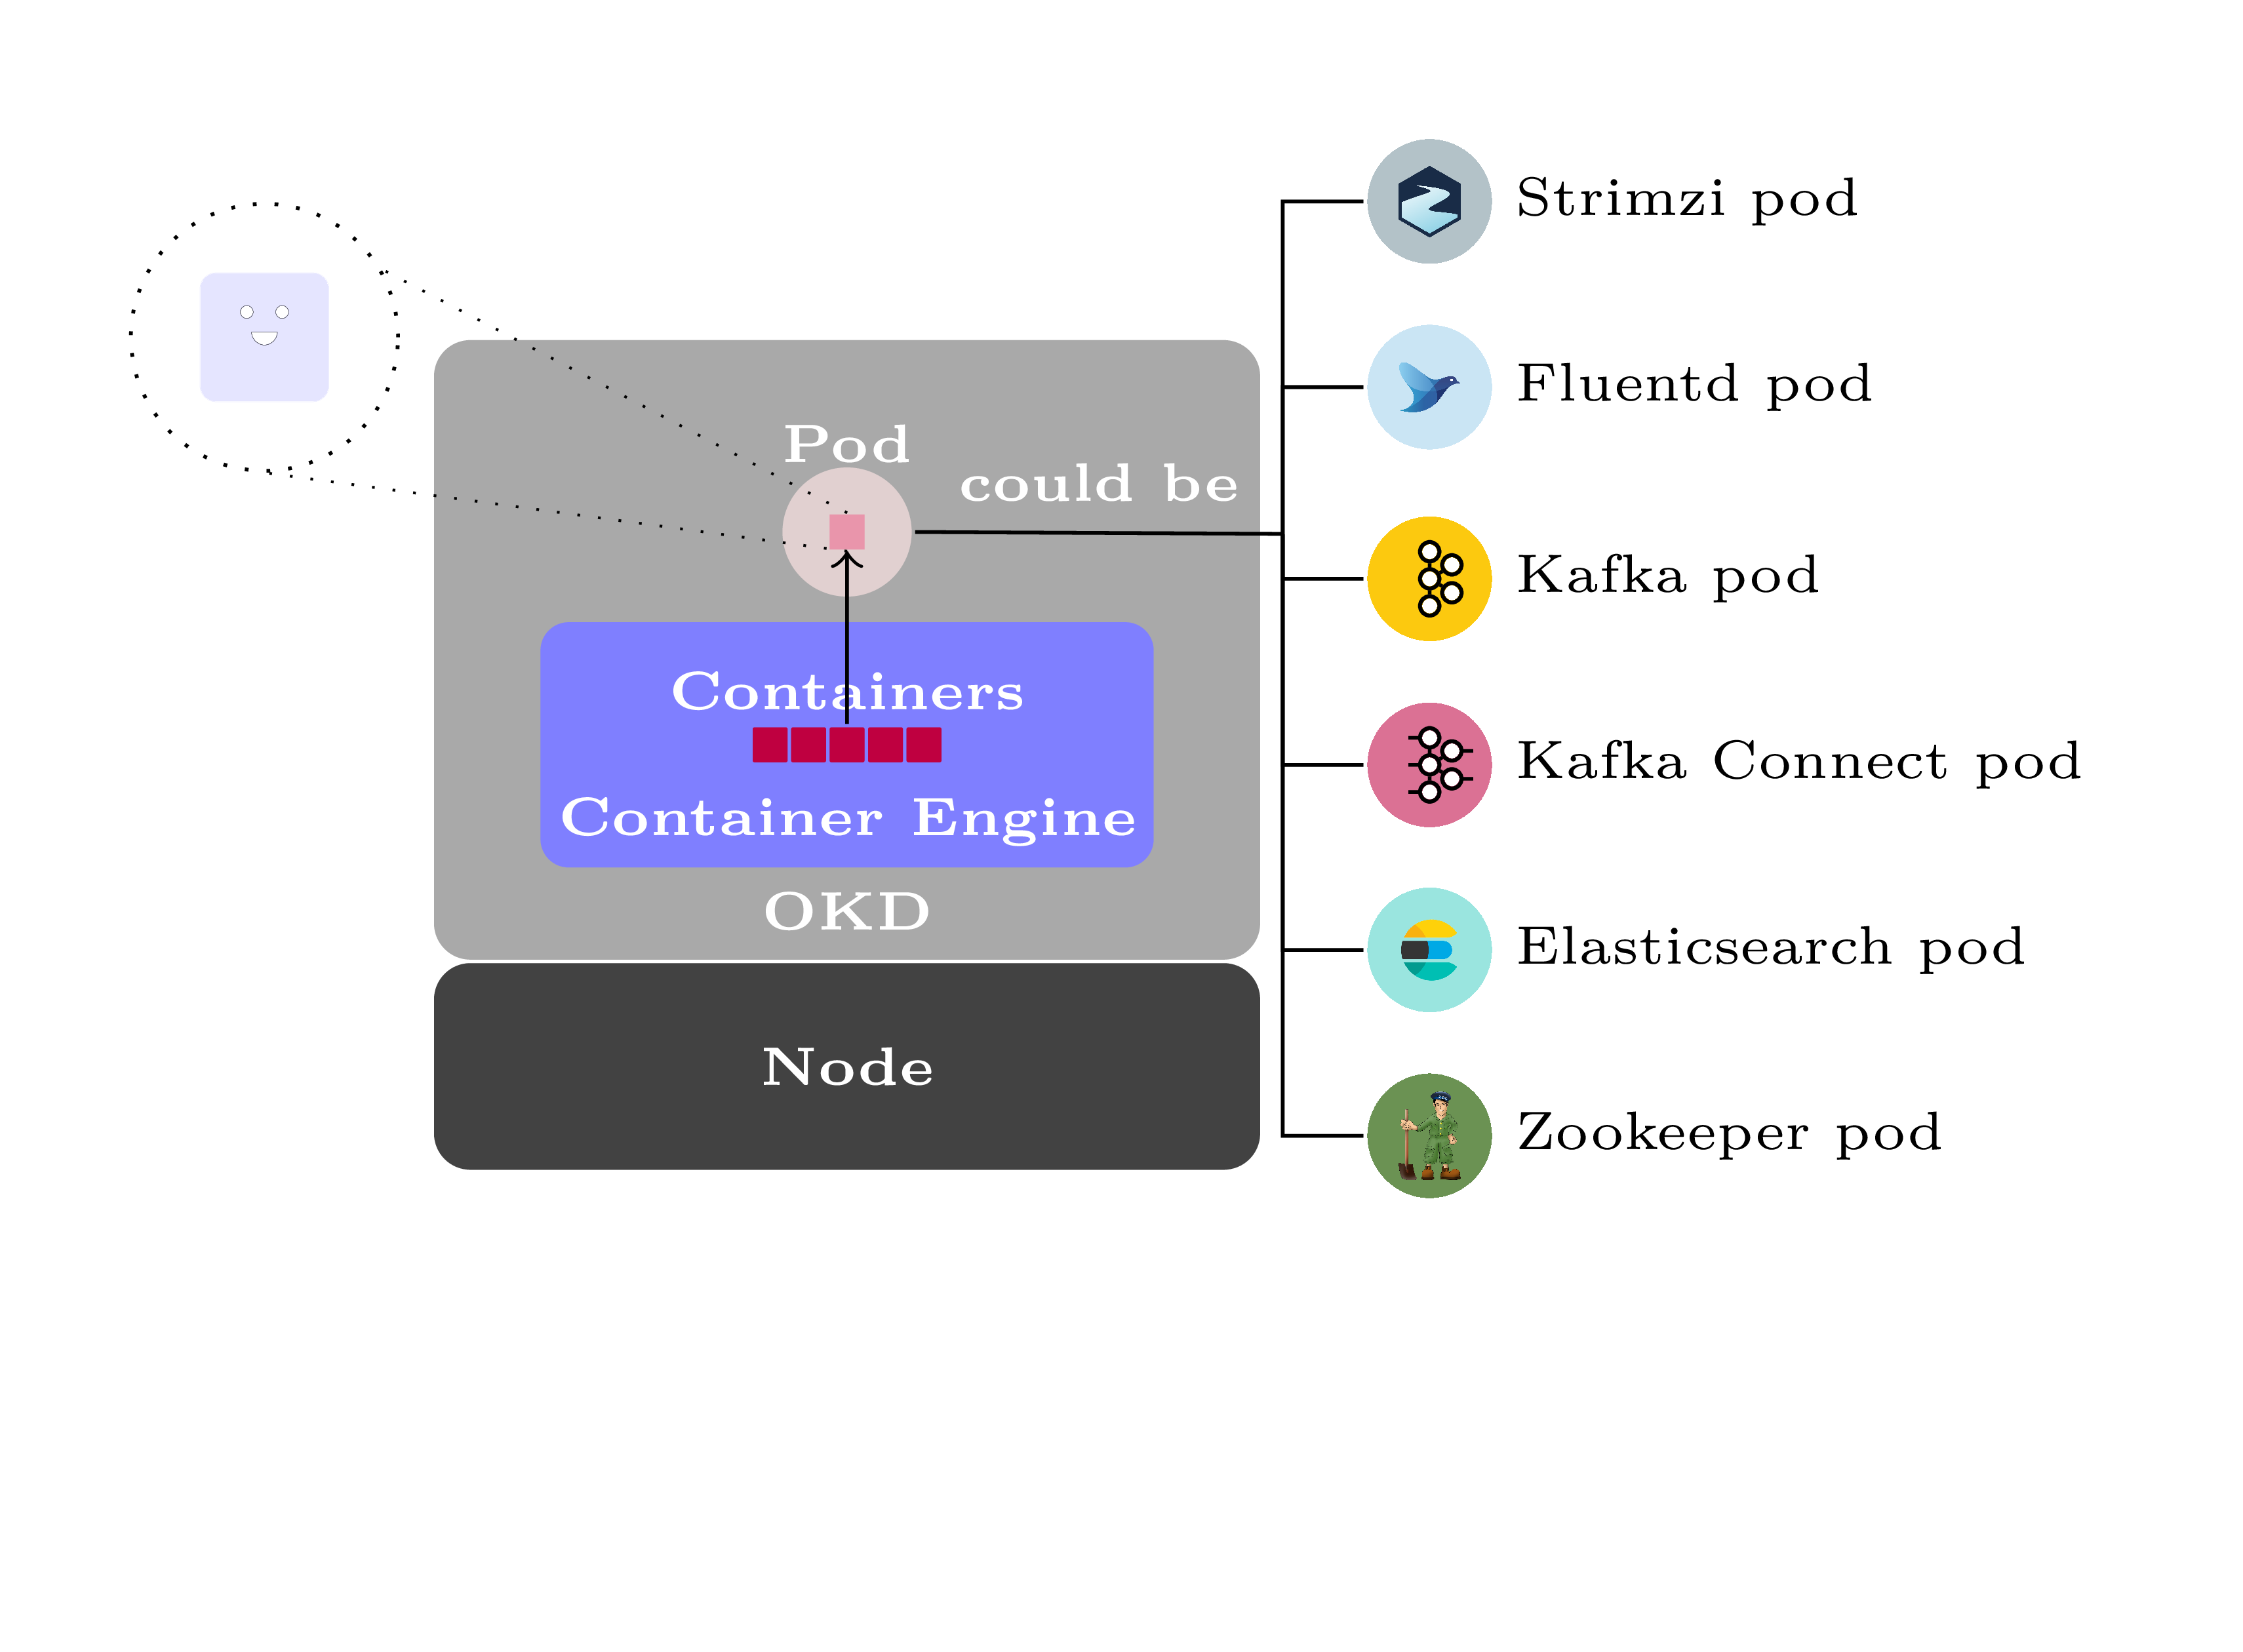 Pod
could be
Containers
Container Engine
OKD
Node
Strimzi pod
Fluentd pod
Kafka pod
Kafka Connect pod
Elasticsearch pod
Zookeeper pod